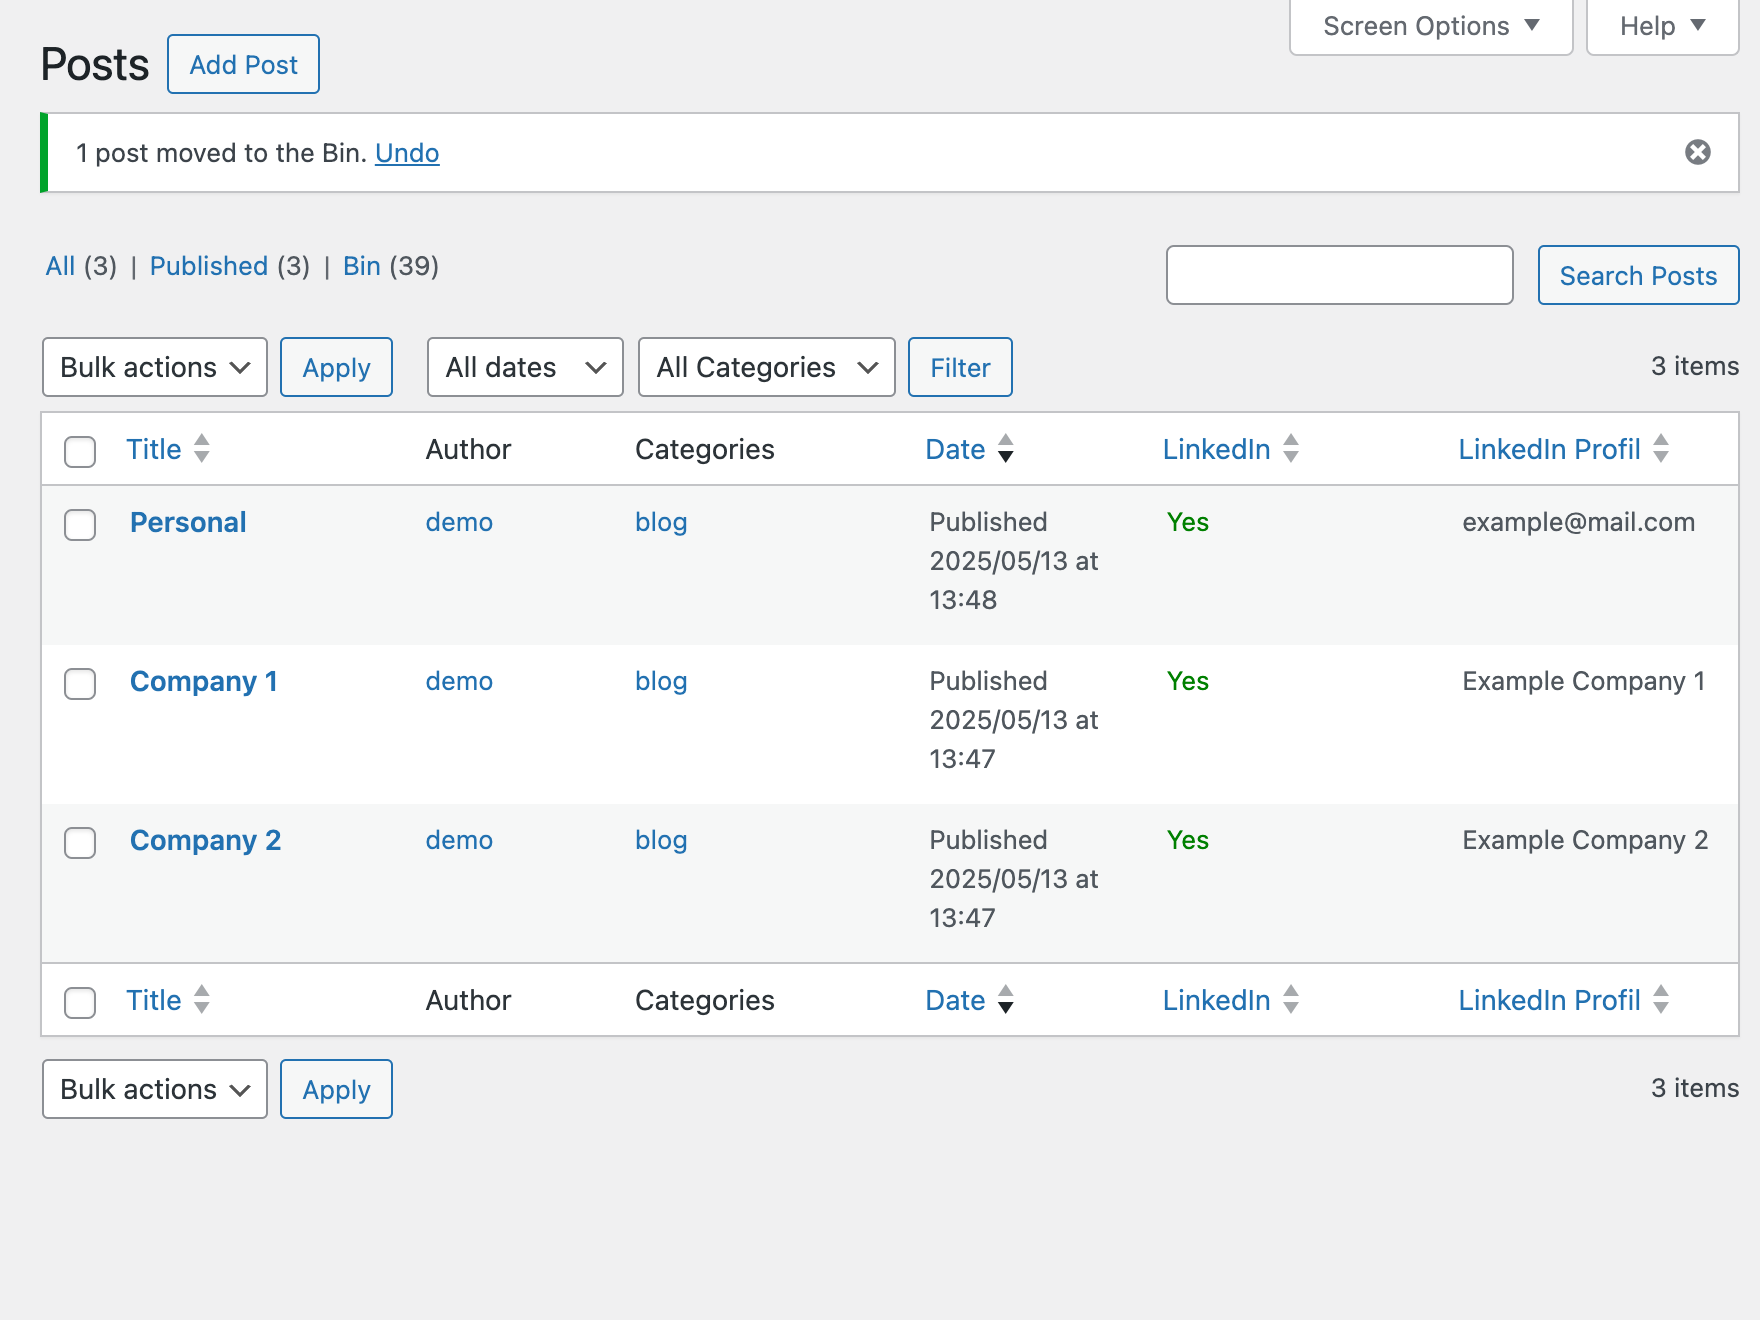 Screen Options
Help
Posts
Add Post
1 post moved to the Bin. Undo
All (3) | Published (3) | Bin (39)
Search Posts
Bulk actions
Apply
All dates
All Categories
Filter
3 items
Title Author Categories Date LinkedIn LinkedIn Profil
Personal demo blog Published Yes example@mail.com
2025/05/13 at
13:48
Company 1 demo blog Published Yes Example Company 1
2025/05/13 at
13:47
Company 2 demo blog Published Yes Example Company 2
2025/05/13 at
13:47
Title Author Categories Date LinkedIn LinkedIn Profil
Bulk actions
Apply
3 items